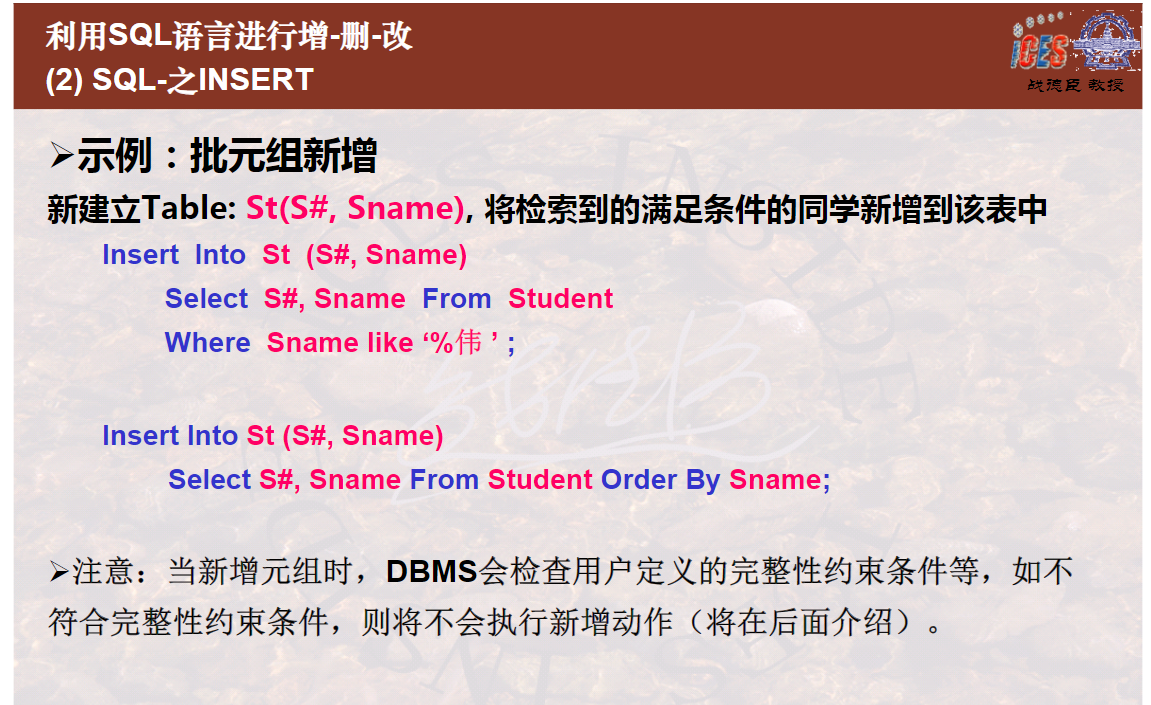 利用SQL语言进行增-删-改
(2) SQL-之INSERT
iCES
战德臣 教授
➢示例：批元组新增
新建立Table: St(S#, Sname), 将检索到的满足条件的同学新增到该表中
Insert Into St (S#, Sname)
Select S#, Sname From Student
Where Sname like ‘%伟 ’ ;
Insert Into St (S#, Sname)
Select S#, Sname From Student Order By Sname;
➢注意：当新增元组时，DBMS会检查用户定义的完整性约束条件等，如不
符合完整性约束条件，则将不会执行新增动作（将在后面介绍）。